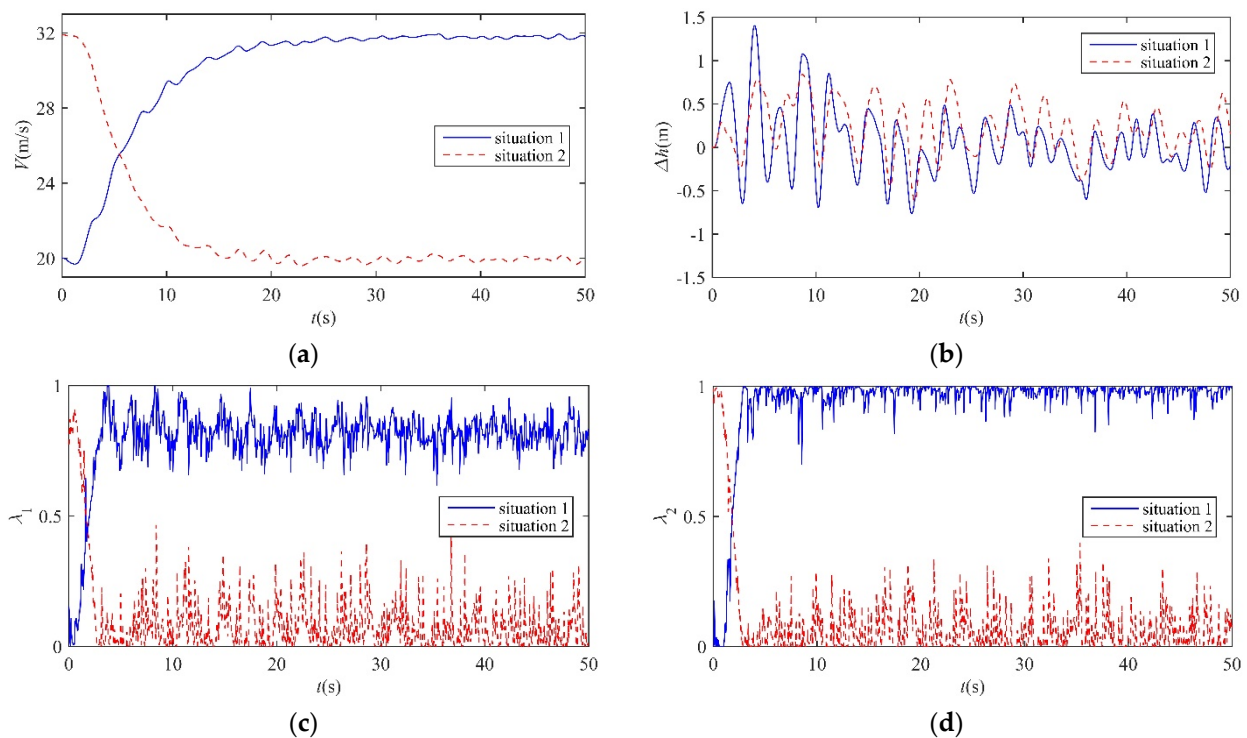 V(m/s)
32
28
24
20
0
10
20
30
40
50
t(s)
situation 1
situation 2
(a)
Δh(m)
1.5
1
0.5
0
-0.5
-1
-1.5
0
10
20
30
40
50
t(s)
situation 1
situation 2
(b)
λ1
1
0.5
0
0
10
20
30
40
50
t(s)
situation 1
situation 2
(c)
λ2
1
0.5
0
0
10
20
30
40
50
t(s)
situation 1
situation 2
(d)